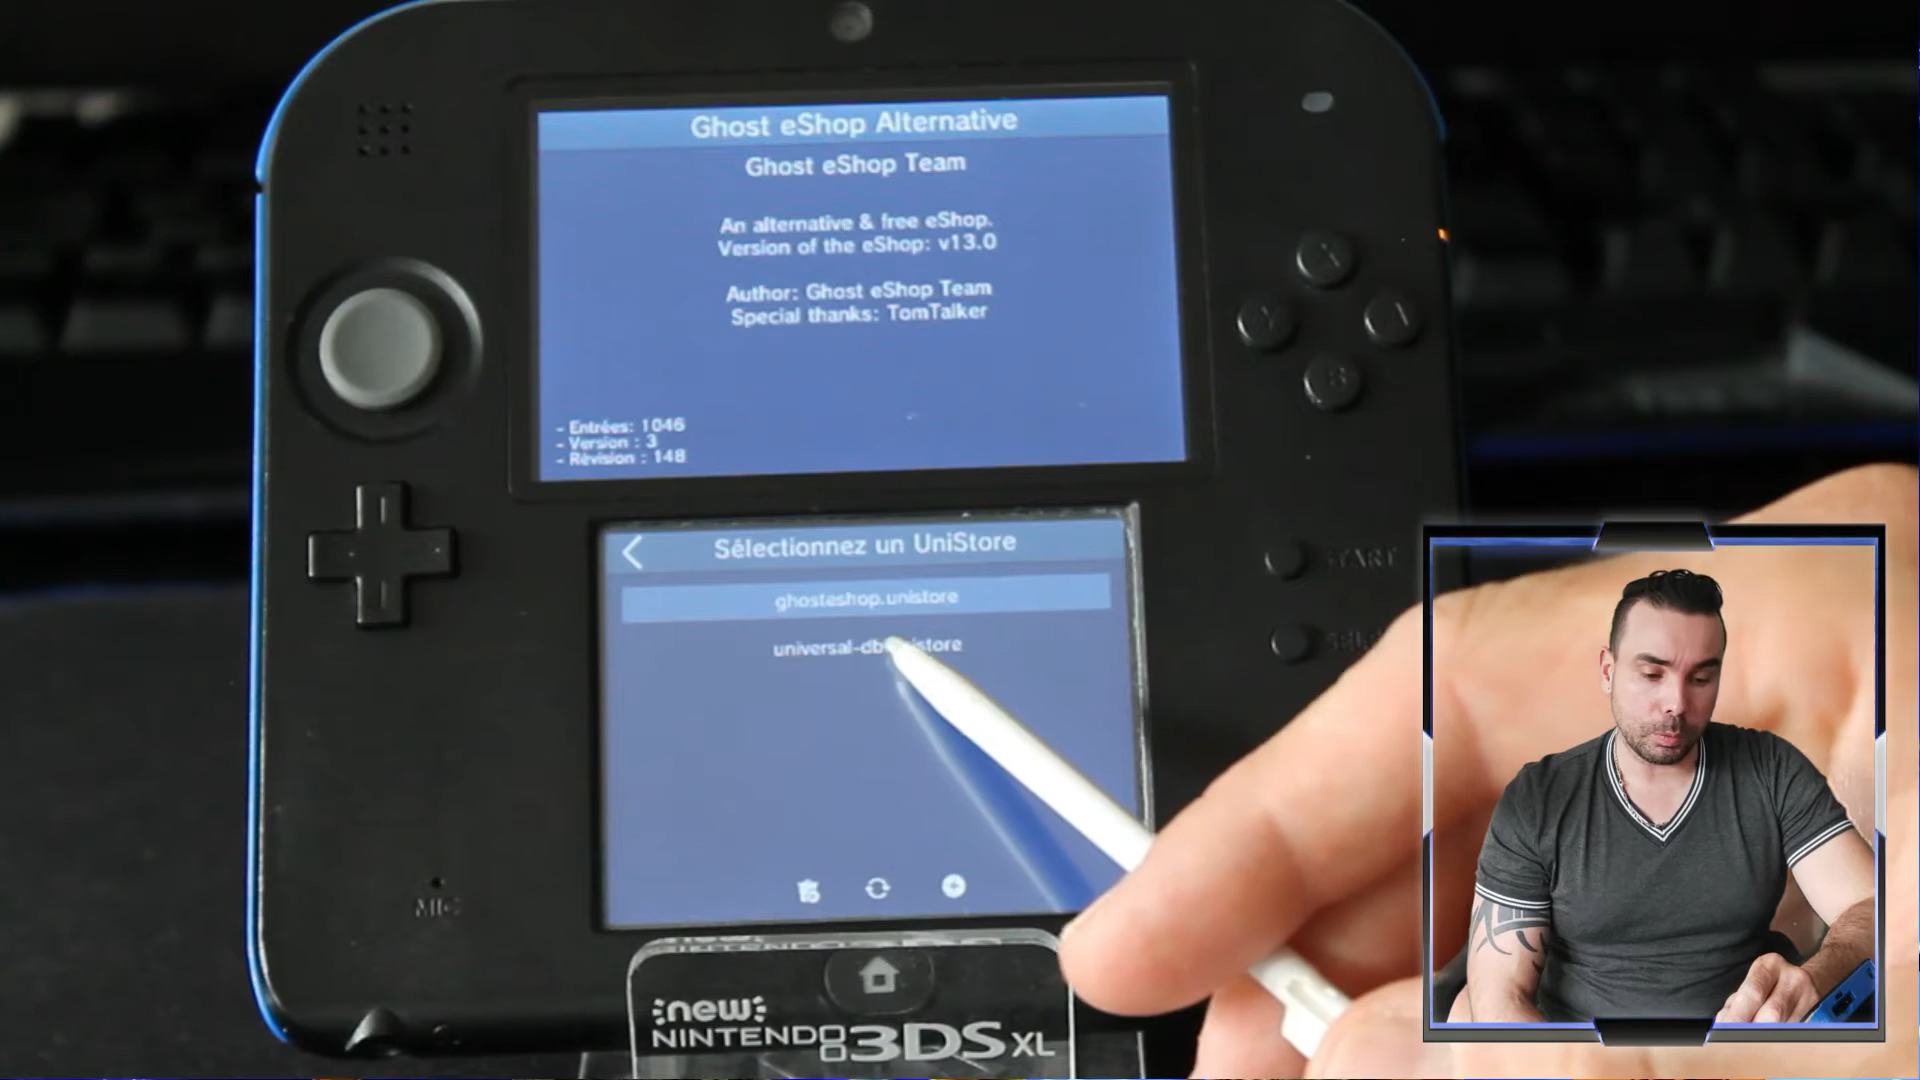 Ghost eShop Alternative
Ghost eShop Team
An alternative & free eShop.
Version of the eShop: v13.0
Author: Ghost eShop Team
Special thanks: TomTalker
- Entrées: 1046
- Version : 3
- Révision : 148
X
Y
A
B
Sélectionnez un UniStore
ghosteshop.unistore
START
MIC
new
NINTENDO 3DS XL